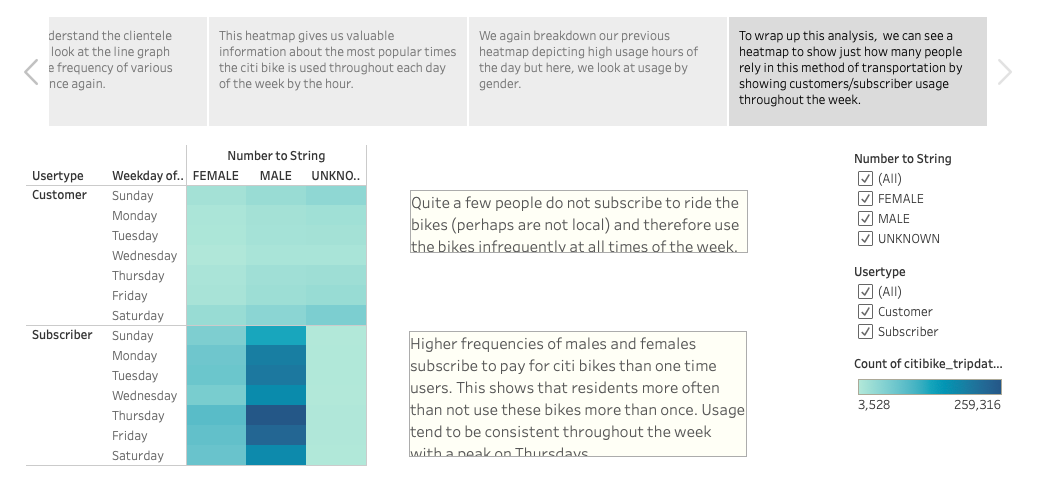 derstand the clientele
look at the line graph
e frequency of various
nce again.
This heatmap gives us valuable
information about the most popular times
the citi bike is used throughout each day
of the week by the hour.
We again breakdown our previous
heatmap depicting high usage hours of
the day but here, we look at usage by
gender.
To wrap up this analysis,  we can see a
heatmap to show just how many people
rely in this method of transportation by
showing customers/subscriber usage
throughout the week.
Number to String
Usertype Weekday of.. FEMALE MALE UNKNO..
Customer Sunday
Monday
Tuesday
Wednesday
Thursday
Friday
Saturday
Subscriber Sunday
Monday
Tuesday
Wednesday
Thursday
Friday
Saturday
Quite a few people do not subscribe to ride the
bikes (perhaps are not local) and therefore use
the bikes infrequently at all times of the week.
Higher frequencies of males and females
subscribe to pay for citi bikes than one time
users. This shows that residents more often
than not use these bikes more than once. Usage
tend to be consistent throughout the week
with a peak on Thursdays
Number to String
(All)
FEMALE
MALE
UNKNOWN
Usertype
(All)
Customer
Subscriber
Count of citibike_tripdat...
3,528 259,316